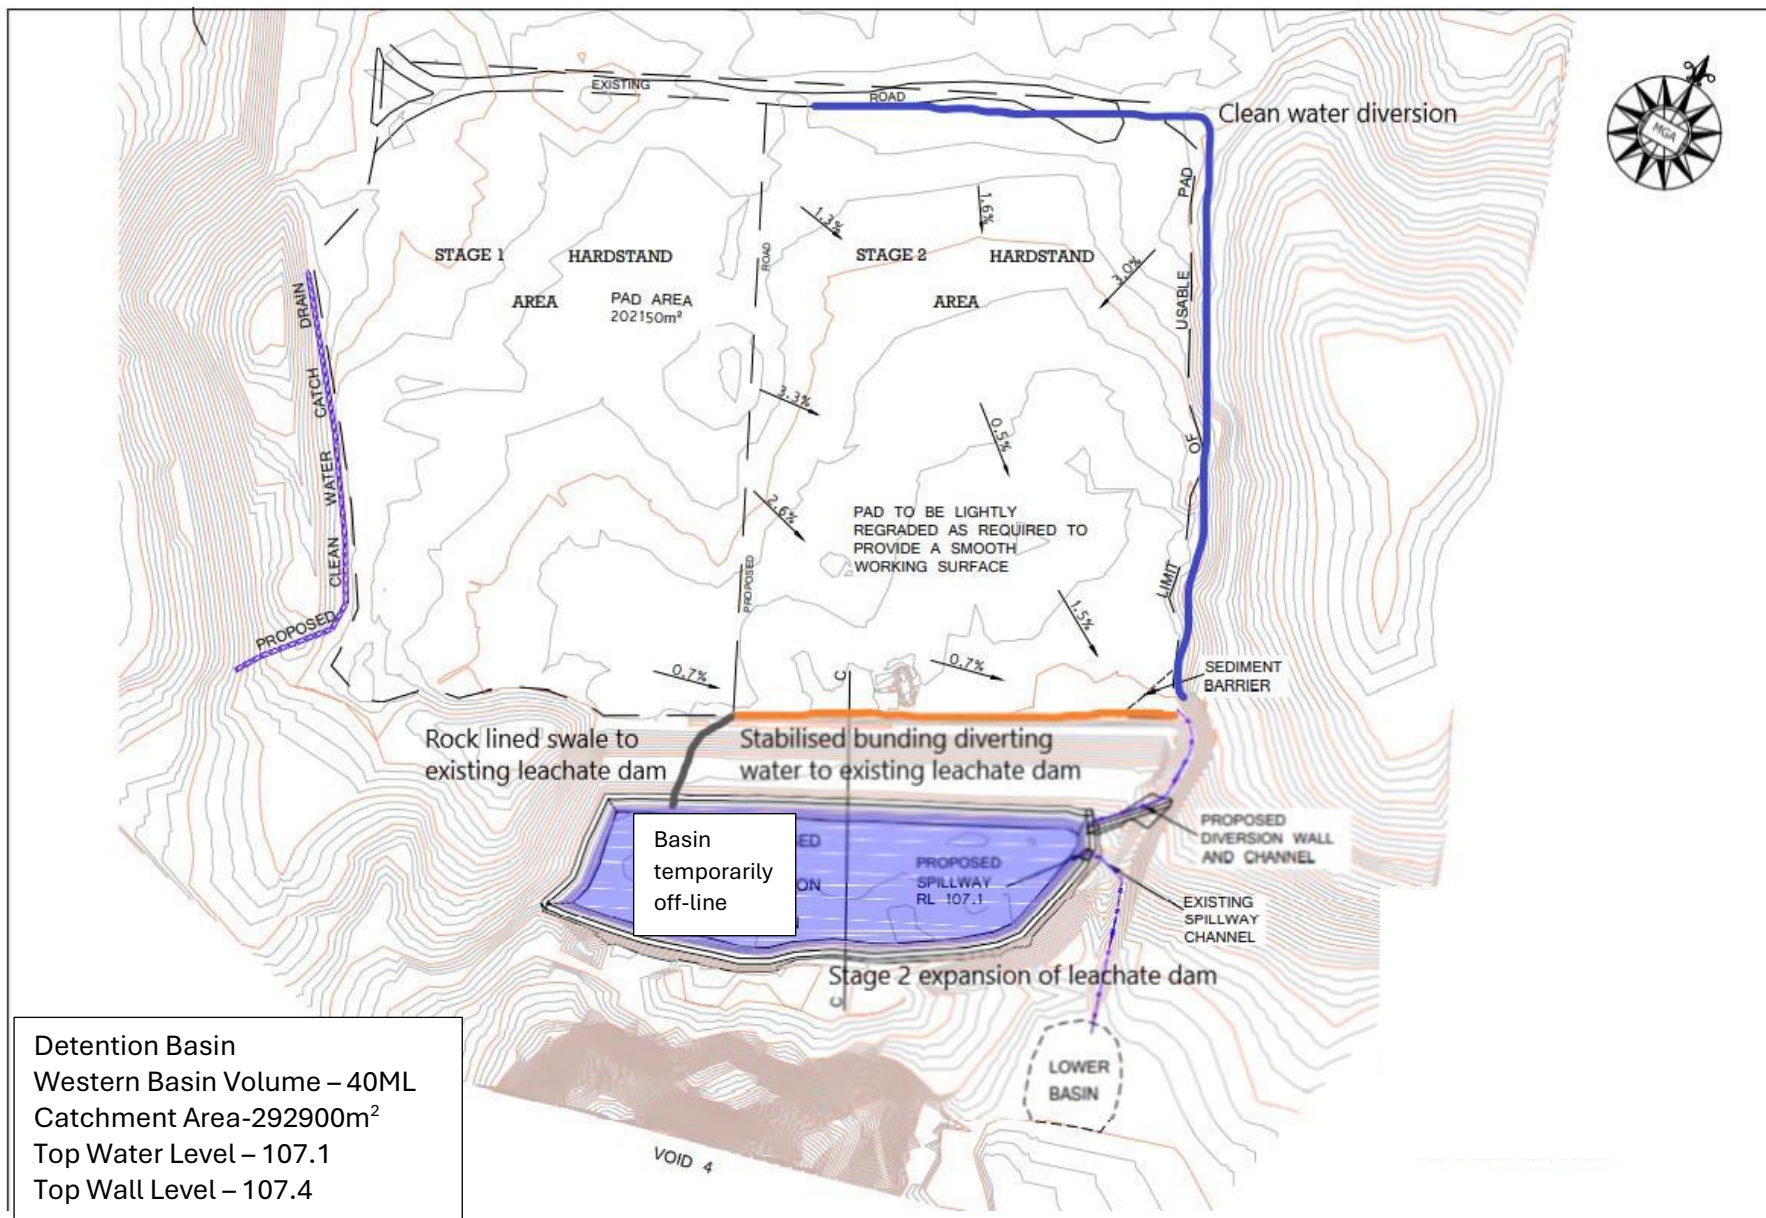 EXISTING
ROAD
Clean water diversion
MGA
PAD
1.3%
1.6%
STAGE 1
HARDSTAND
ROAD
STAGE 2
HARDSTAND
3.0%
AREA
PAD AREA
202150m²
AREA
USABLE
DRAIN
CATCH
WATER
CLEAN
PROPOSED
3.3%
0.5%
OF
2.6%
PAD TO BE LIGHTLY
REGRADED AS REQUIRED TO
PROVIDE A SMOOTH
WORKING SURFACE
PROPOSED
LIMIT
1.5%
0.7%
C
0.7%
SEDIMENT
BARRIER
Rock lined swale to
existing leachate dam
Stabilised bunding diverting
water to existing leachate dam
PROPOSED
DIVERSION WALL
AND CHANNEL
Basin
temporarily
off-line
ED
ON
PROPOSED
SPILLWAY
RL 107.1
EXISTING
SPILLWAY
CHANNEL
Stage 2 expansion of leachate dam
C
LOWER
BASIN
VOID 4
Detention Basin
Western Basin Volume – 40ML
Catchment Area-292900m²
Top Water Level – 107.1
Top Wall Level – 107.4